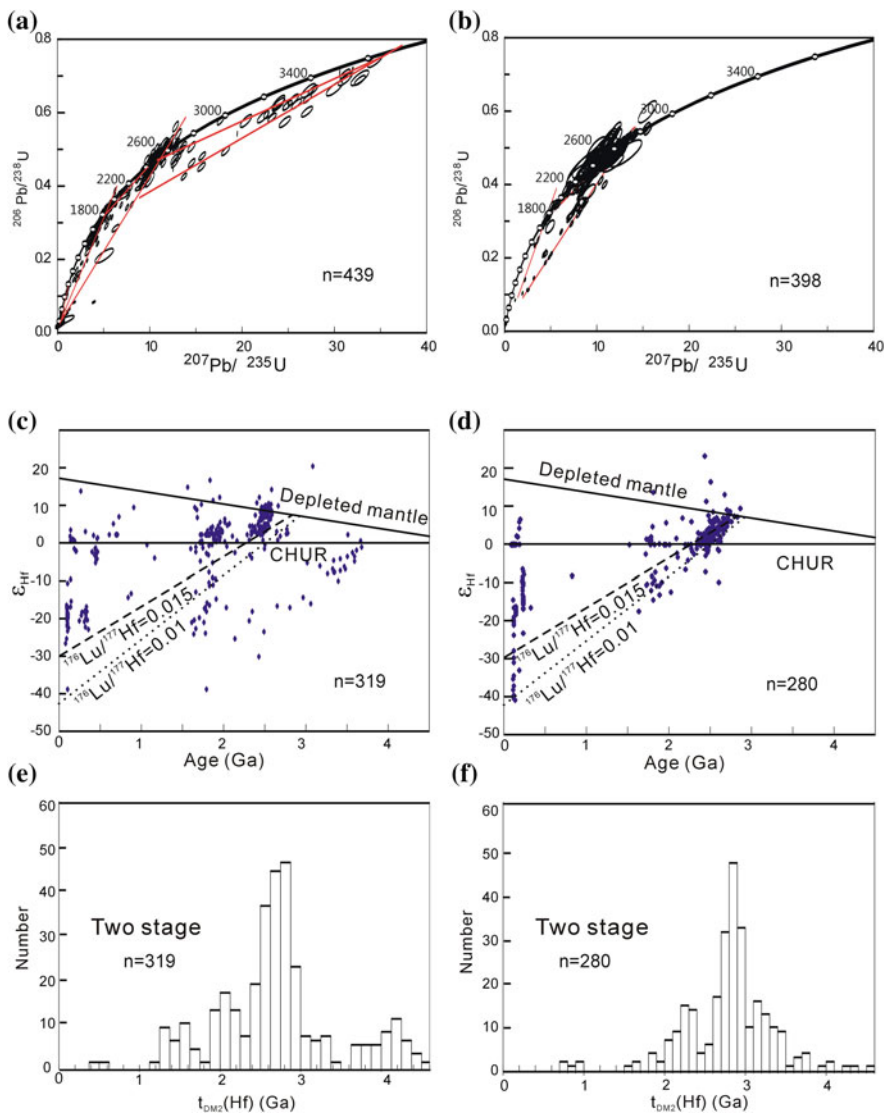 (a)
0.8
0.6
0.4
0.2
0.0
²⁰⁶Pb/²³⁸U
1800
2200
2600
3000
3400
n=439
0 10 20 30 40
²⁰⁷Pb/ ²³⁵U
(b)
0.8
0.6
0.4
0.2
0.0
1800
2200
2600
3000
3400
n=398
0 10 20 30 40
²⁰⁷Pb/ ²³⁵U
(c)
20
10
0
-10
-20
-30
-40
-50
εHf
Depleted mantle
CHUR
¹⁷⁶Lu/¹⁷⁷Hf=0.015
¹⁷⁶Lu/¹⁷⁷Hf=0.01
n=319
0 1 2 3 4
Age (Ga)
(d)
20
10
0
-10
-20
-30
-40
-50
Depleted mantle
CHUR
¹⁷⁶Lu/¹⁷⁷Hf=0.015
¹⁷⁶Lu/¹⁷⁷Hf=0.01
n=280
0 1 2 3 4
Age (Ga)
(e)
60
50
40
30
20
10
0
Number
Two stage
n=319
0 1 2 3 4
tDM2(Hf) (Ga)
(f)
60
50
40
30
20
10
0
Number
Two stage
n=280
0 1 2 3 4
tDM2(Hf) (Ga)